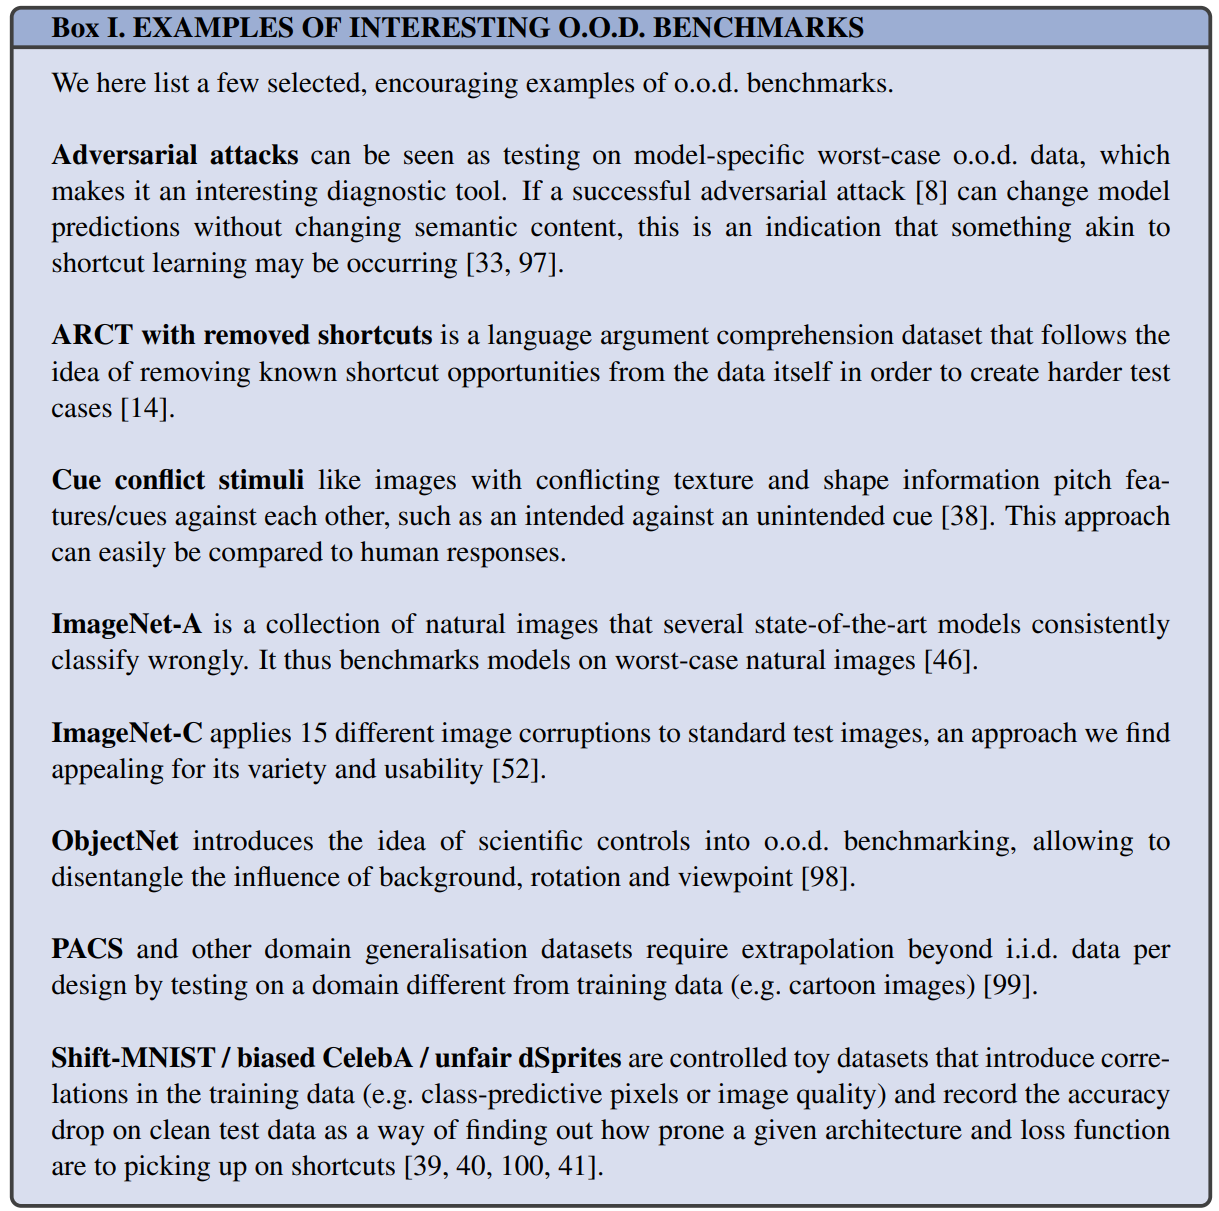 Box I. EXAMPLES OF INTERESTING O.O.D. BENCHMARKS
We here list a few selected, encouraging examples of o.o.d. benchmarks.
Adversarial attacks can be seen as testing on model-specific worst-case o.o.d. data, which
makes it an interesting diagnostic tool. If a successful adversarial attack [8] can change model
predictions without changing semantic content, this is an indication that something akin to
shortcut learning may be occurring [33, 97].
ARCT with removed shortcuts is a language argument comprehension dataset that follows the
idea of removing known shortcut opportunities from the data itself in order to create harder test
cases [14].
Cue conflict stimuli like images with conflicting texture and shape information pitch fea-
tures/cues against each other, such as an intended against an unintended cue [38]. This approach
can easily be compared to human responses.
ImageNet-A is a collection of natural images that several state-of-the-art models consistently
classify wrongly. It thus benchmarks models on worst-case natural images [46].
ImageNet-C applies 15 different image corruptions to standard test images, an approach we find
appealing for its variety and usability [52].
ObjectNet introduces the idea of scientific controls into o.o.d. benchmarking, allowing to
disentangle the influence of background, rotation and viewpoint [98].
PACS and other domain generalisation datasets require extrapolation beyond i.i.d. data per
design by testing on a domain different from training data (e.g. cartoon images) [99].
Shift-MNIST / biased CelebA / unfair dSprites are controlled toy datasets that introduce corre-
lations in the training data (e.g. class-predictive pixels or image quality) and record the accuracy
drop on clean test data as a way of finding out how prone a given architecture and loss function
are to picking up on shortcuts [39, 40, 100, 41].